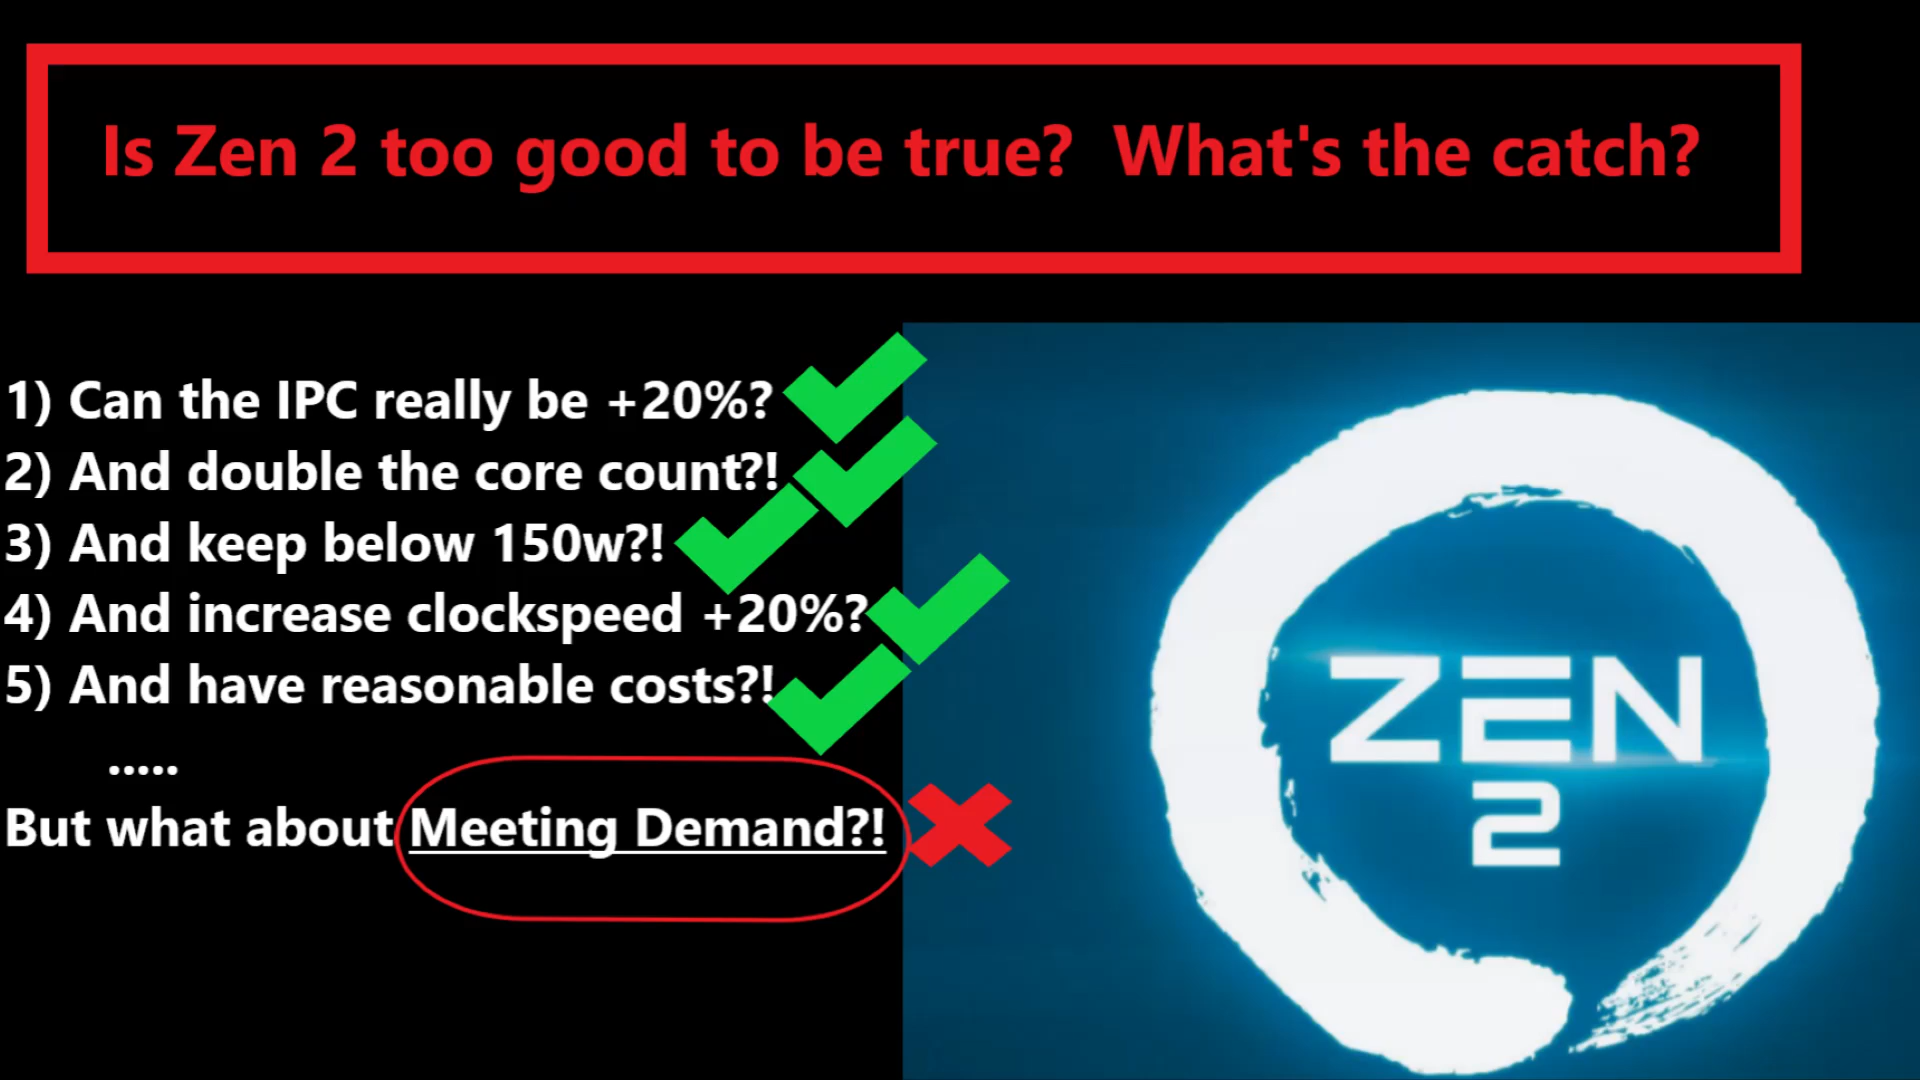 Is Zen 2 too good to be true?  What's the catch?
1) Can the IPC really be +20%?
2) And double the core count?!
3) And keep below 150w?!
4) And increase clockspeed +20%?
5) And have reasonable costs?!
.....
But what about Meeting Demand?!
ZEN
2